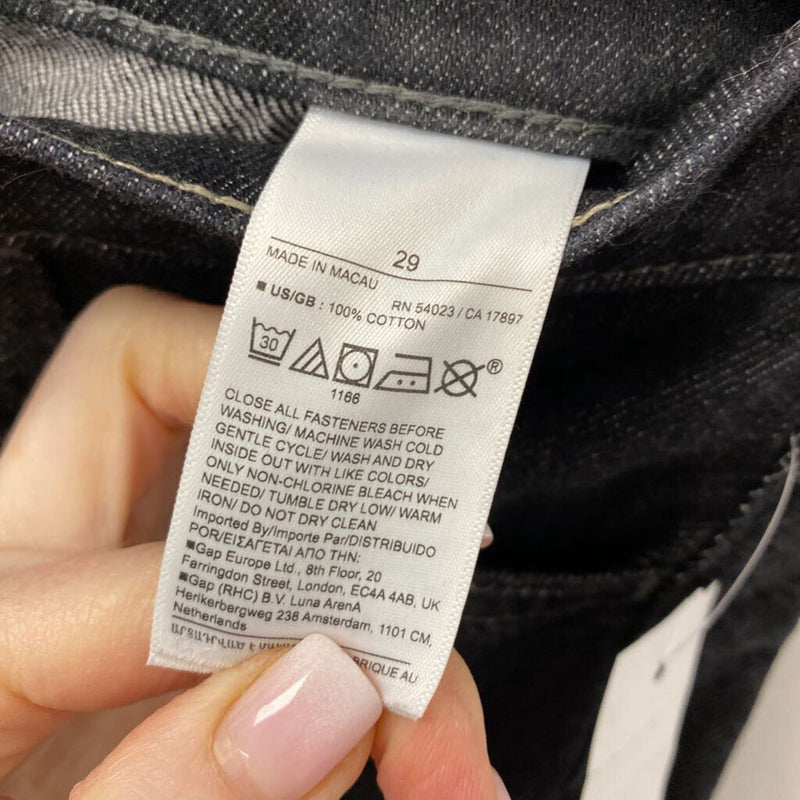 29
MADE IN MACAU
RN 54023 / CA 17897
■ US/GB : 100% COTTON
30
®
1166
CLOSE ALL FASTENERS BEFORE
WASHING/ MACHINE WASH COLD
GENTLE CYCLE/ WASH AND DRY
INSIDE OUT WITH LIKE COLORS/
ONLY NON-CHLORINE BLEACH WHEN
NEEDED/ TUMBLE DRY LOW/ WARM
IRON/ DO NOT DRY CLEAN
Imported By/Importe Par/DISTRIBUIDO
POR/ΕΙΣΑΓΕΤΑΙ ΑΠΟ ΤΗΝ:
■Gap Europe Ltd., 8th Floor, 20
Farringdon Street, London, EC4A 4AB, UK
■Gap (RHC) B.V. Luna ArenA
Herikerbergweg 238 Amsterdam, 1101 CM,
Netherlands
AU